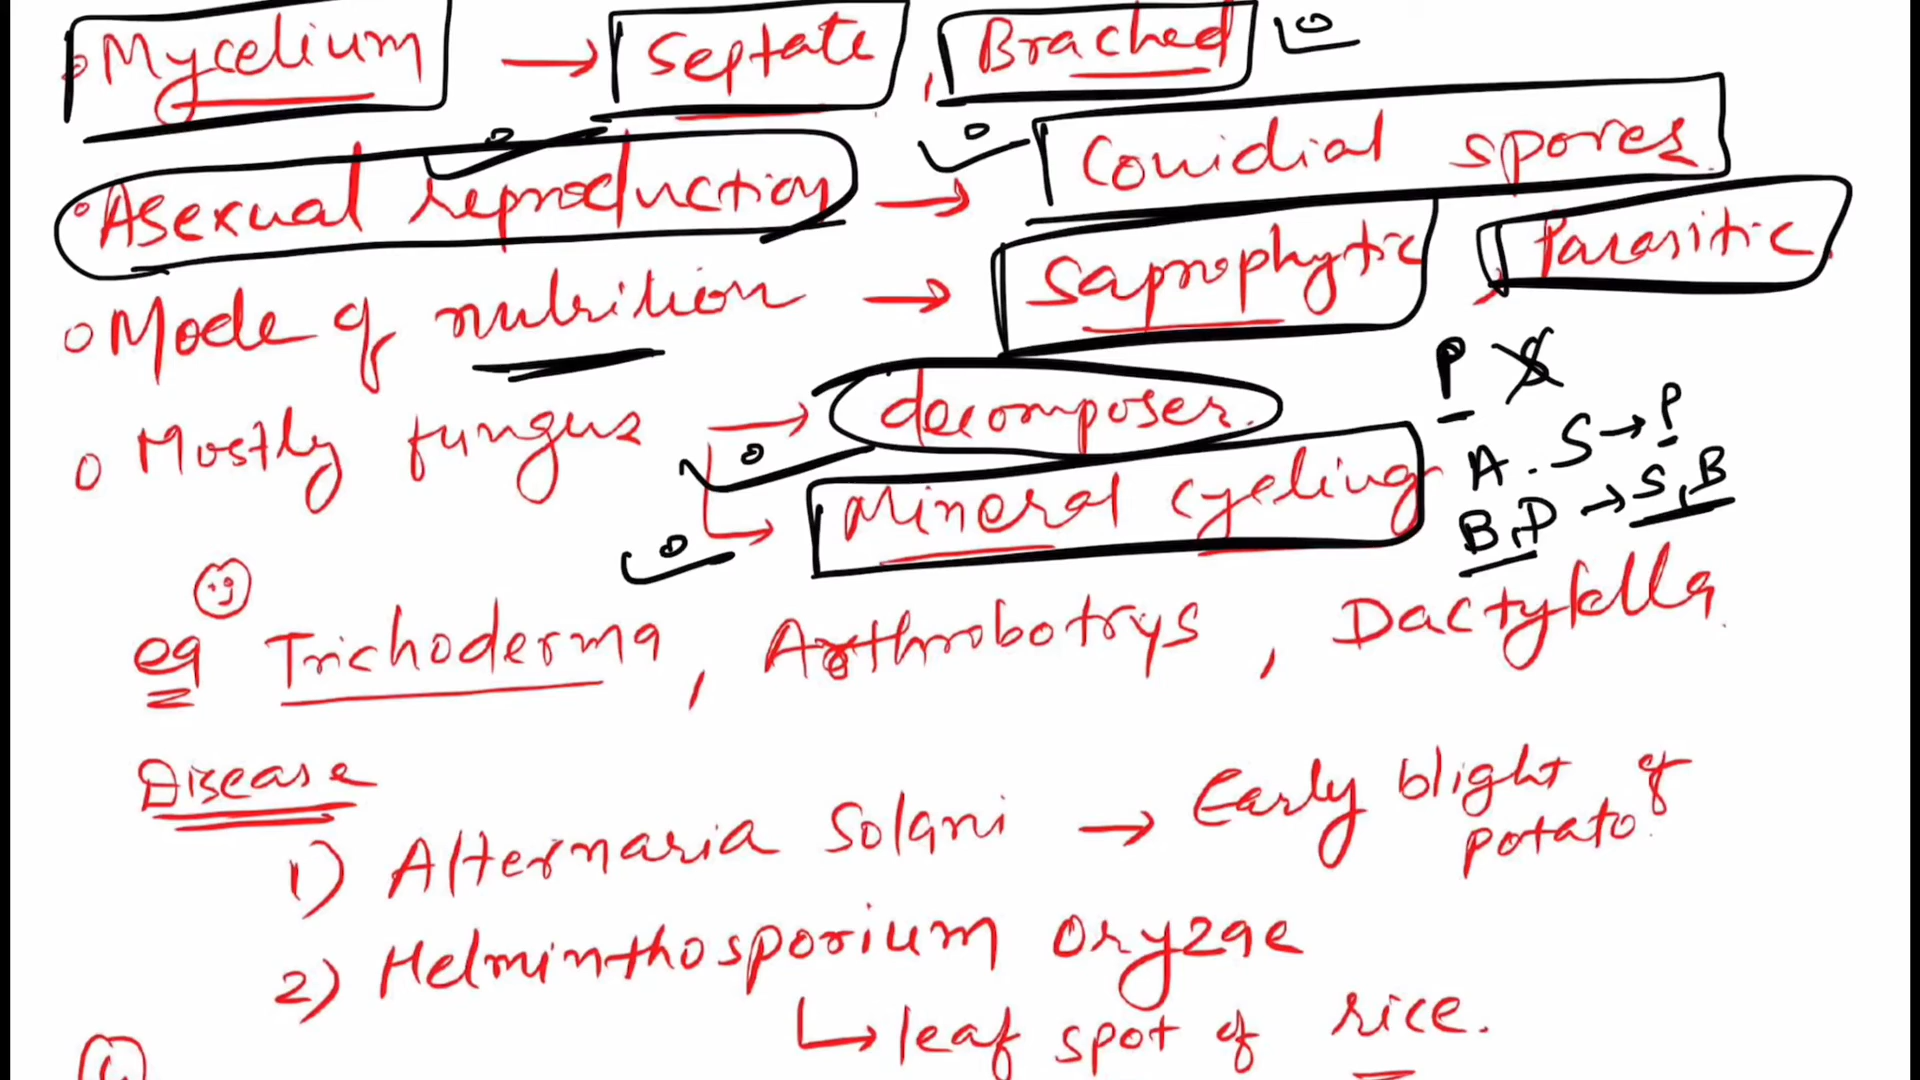 Mycelium → Septate, Brached
Asexual reproduction → Conidial spores.
Mode of nutrition → Saprophytic, Parasitic.
Mostly fungus → decomposer.
↳ Mineral cycling
P S
A. S → P
B, D → S, B
eg Trichoderma, Arthrobotrys, Dactylella.
Disease
1) Alternaria Solani → Early blight of
potato.
2) Helminthosporium oryzae
↳ leaf spot of rice.